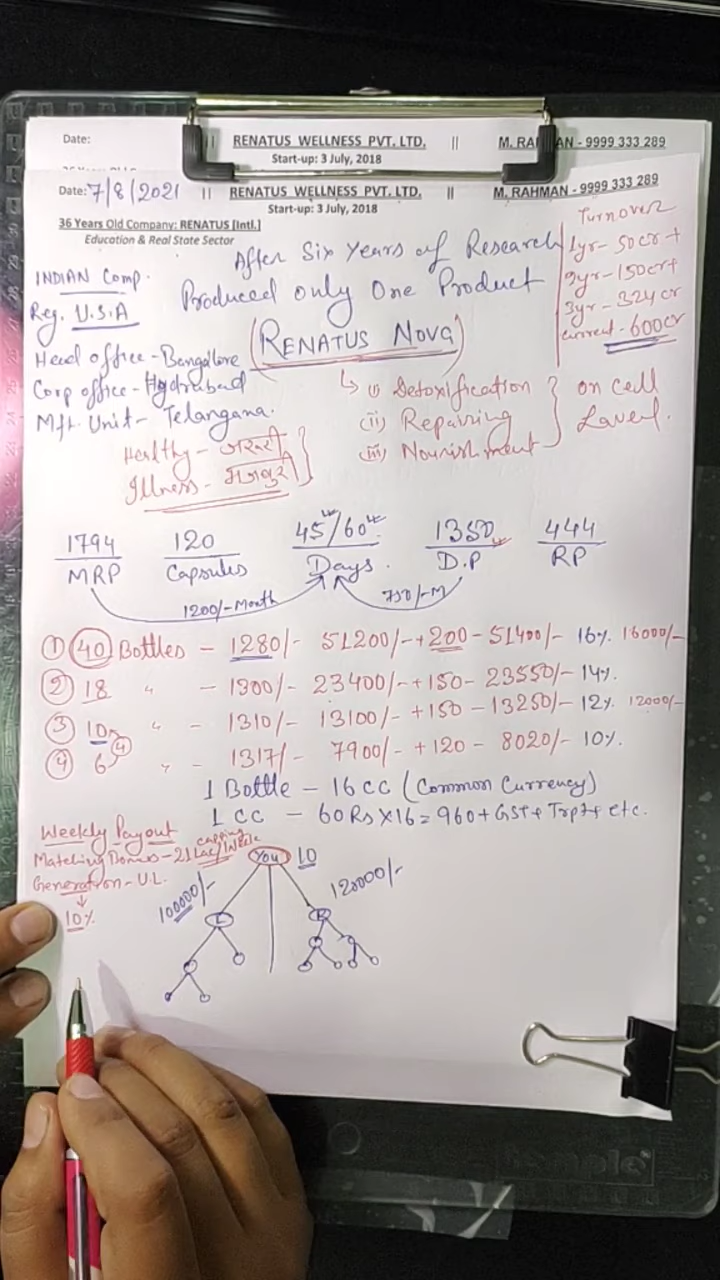 Date: || RENATUS WELLNESS PVT. LTD. || M. RAHMAN - 9999 333 289
Start-up: 3 July, 2018
Date: 7/8/2021 || RENATUS WELLNESS PVT. LTD. || M. RAHMAN - 9999 333 289
Start-up: 3 July, 2018
36 Years Old Company: RENATUS [Intl.]
Education & Real State Sector
After Six Years of Research
Produced only One Product
RENATUS NOVA
Turnover
1yr - 50cr +
2yr - 150cr +
3yr - 324 cr
current - 600cr
INDIAN Comp.
Reg. U.S.A
Head office - Bangalore
Corp office - Hydrabad
Mft. Unit - Telangana.
(i) Detoxification
(ii) Repairing
(iii) Nourishment
on cell
Lavel.
Healthy - जरूरी
Illness - मजबूरी
1794 120 45/60 1350 444
MRP Capsules Days. D.P RP
1200/-Month 750/-M
① 40 Bottles - 1280/- 51200/- + 200 - 51400/- 16% 16000/-
② 18 " - 1300/- 23400/- + 150 - 23550/- 14%.
③ 10 " - 1310/- 13100/- + 150 - 13250/- 12% 12000/-
④ 6 (4) " - 1317/- 7900/- + 120 - 8020/- 10%.
1 Bottle - 16 CC (Common Currency)
1 CC - 60 Rs × 16 = 960 + GST + Trpt + etc.
Weekly Payout
capping
Matching Bonus - 21 Lac/Week
Generation - U.L.
10%
You 10
100000/- 120000/-
L R